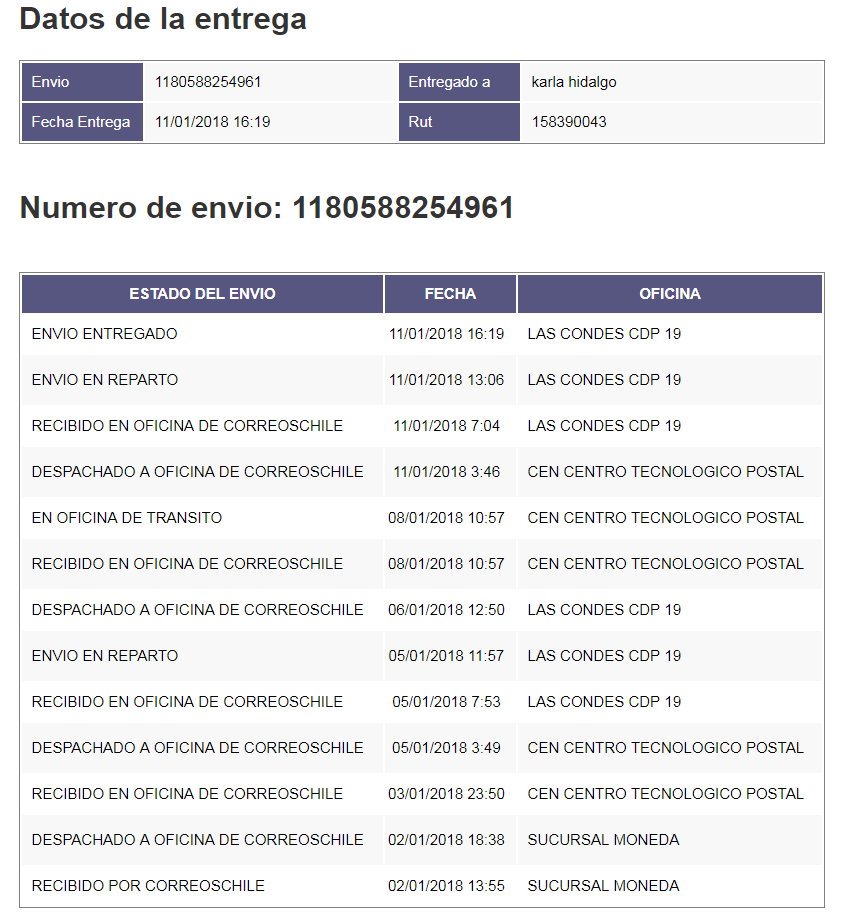 Datos de la entrega
Envio 1180588254961 Entregado a karla hidalgo
Fecha Entrega 11/01/2018 16:19 Rut 158390043
Numero de envio: 1180588254961
ESTADO DEL ENVIO FECHA OFICINA
ENVIO ENTREGADO 11/01/2018 16:19 LAS CONDES CDP 19
ENVIO EN REPARTO 11/01/2018 13:06 LAS CONDES CDP 19
RECIBIDO EN OFICINA DE CORREOSCHILE 11/01/2018 7:04 LAS CONDES CDP 19
DESPACHADO A OFICINA DE CORREOSCHILE 11/01/2018 3:46 CEN CENTRO TECNOLOGICO POSTAL
EN OFICINA DE TRANSITO 08/01/2018 10:57 CEN CENTRO TECNOLOGICO POSTAL
RECIBIDO EN OFICINA DE CORREOSCHILE 08/01/2018 10:57 CEN CENTRO TECNOLOGICO POSTAL
DESPACHADO A OFICINA DE CORREOSCHILE 06/01/2018 12:50 LAS CONDES CDP 19
ENVIO EN REPARTO 05/01/2018 11:57 LAS CONDES CDP 19
RECIBIDO EN OFICINA DE CORREOSCHILE 05/01/2018 7:53 LAS CONDES CDP 19
DESPACHADO A OFICINA DE CORREOSCHILE 05/01/2018 3:49 CEN CENTRO TECNOLOGICO POSTAL
RECIBIDO EN OFICINA DE CORREOSCHILE 03/01/2018 23:50 CEN CENTRO TECNOLOGICO POSTAL
DESPACHADO A OFICINA DE CORREOSCHILE 02/01/2018 18:38 SUCURSAL MONEDA
RECIBIDO POR CORREOSCHILE 02/01/2018 13:55 SUCURSAL MONEDA